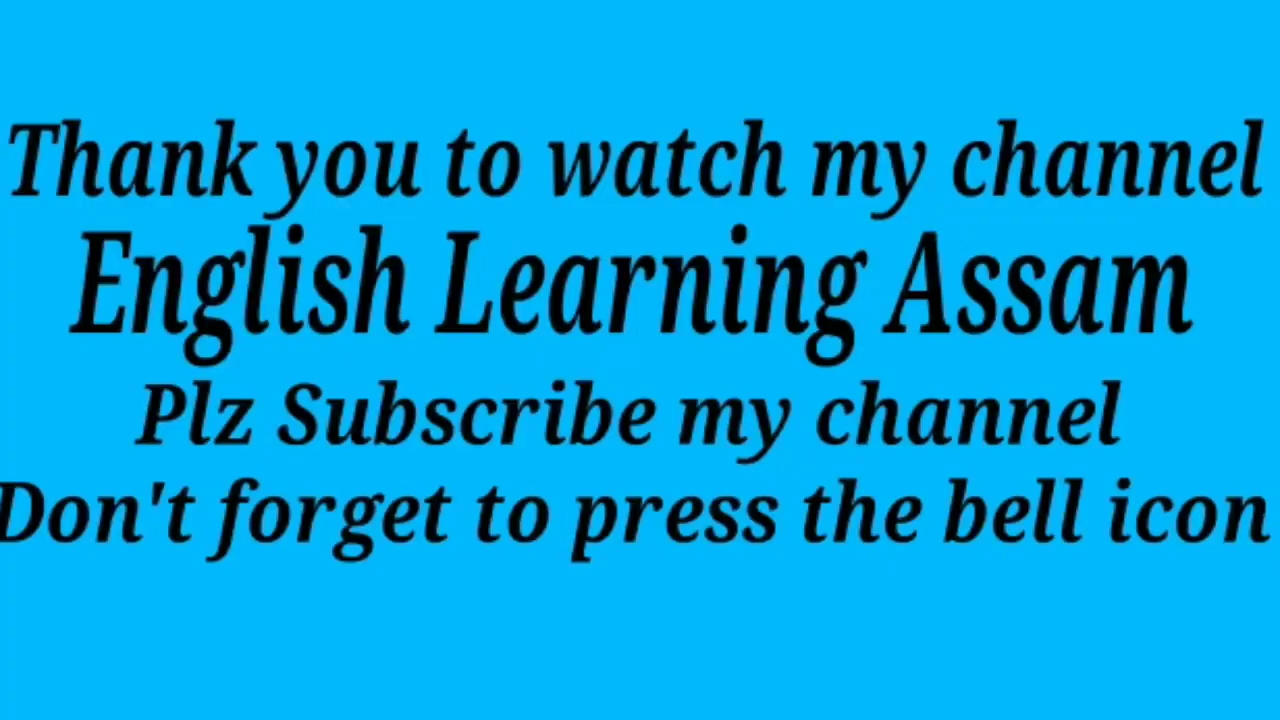 Thank you to watch my channel
English Learning Assam
Plz Subscribe my channel
Don't forget to press the bell icon